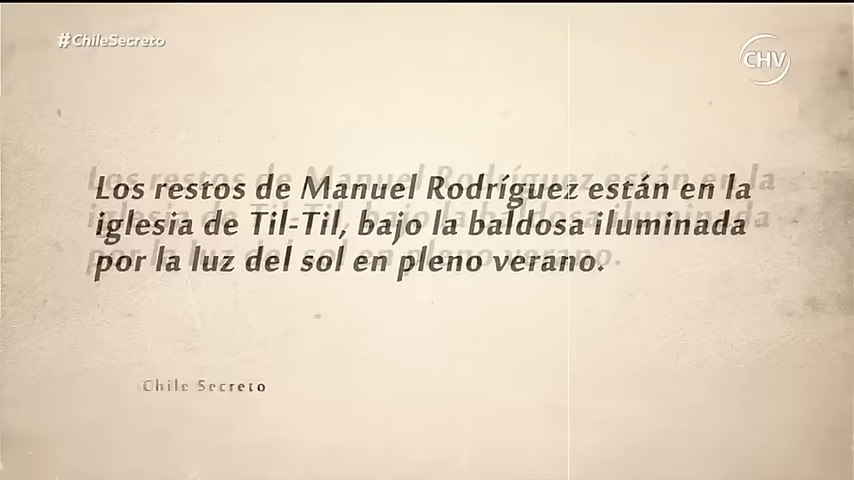 #ChileSecreto
CHV
Los restos de Manuel Rodríguez están en la
iglesia de Til-Til, bajo la baldosa iluminada
por la luz del sol en pleno verano.
Chile Secreto